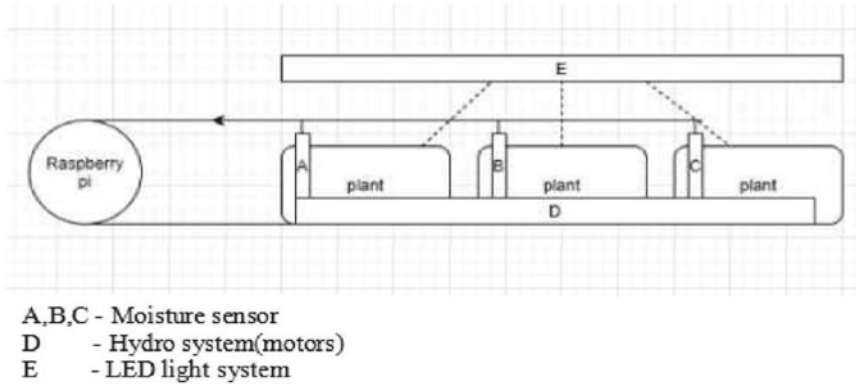 E
Raspberry
pi
A
B
C
plant
plant
plant
D
A,B,C - Moisture sensor
D - Hydro system(motors)
E - LED light system